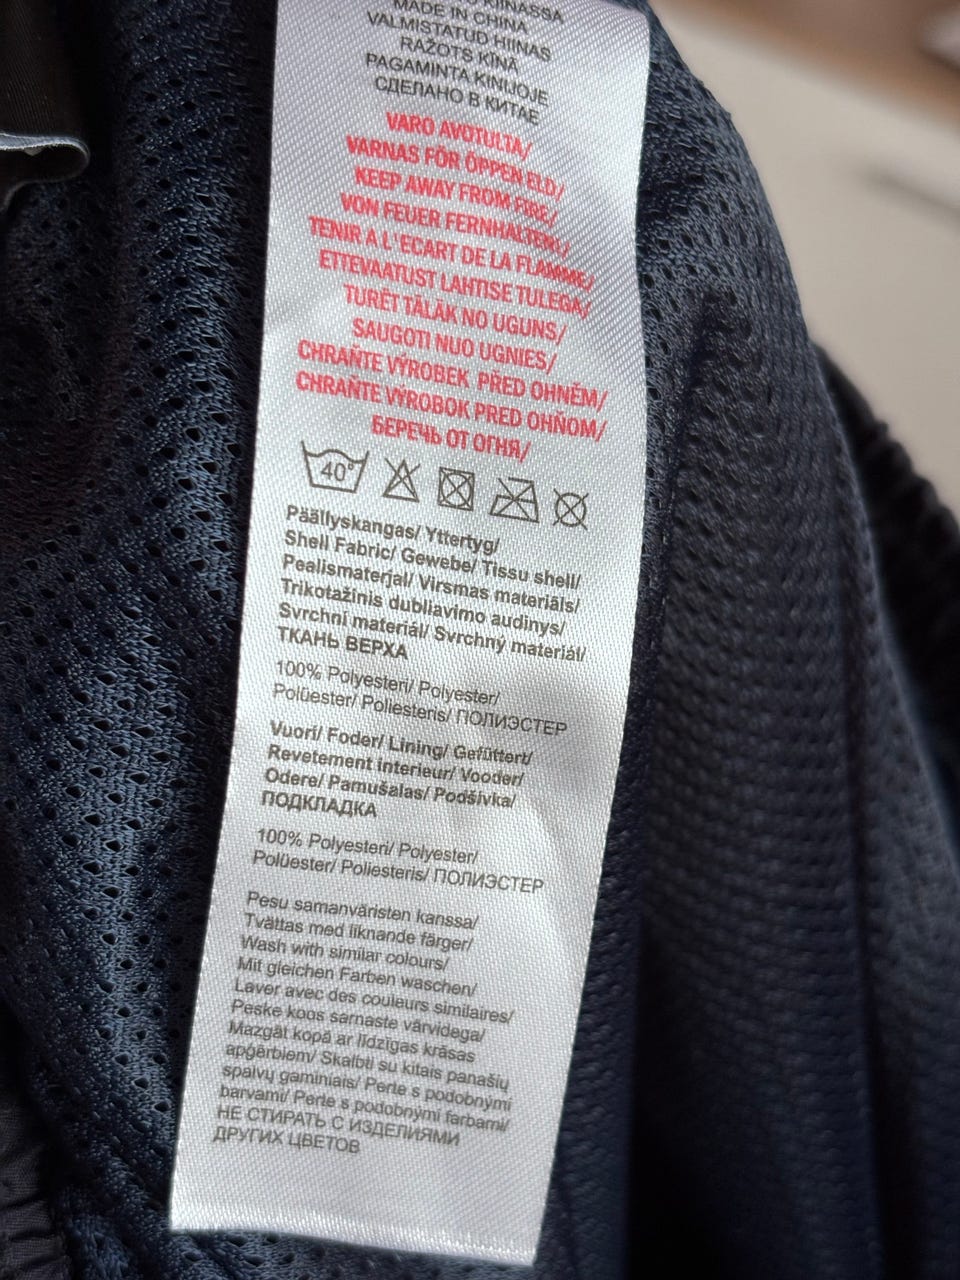 KIINASSA
MADE IN CHINA
VALMISTATUD HIINAS
RAŽOTS ĶĪNĀ
PAGAMINTA KINIJOJE
СДЕЛАНО В КИТАЕ
VARO AVOTULTA/
VARNAS FÖR ÖPPEN ELD/
KEEP AWAY FROM FIRE/
VON FEUER FERNHALTEN/
TENIR A L'ECART DE LA FLAMME/
ETTEVAATUST LAHTISE TULEGA/
TURĒT TĀLĀK NO UGUNS/
SAUGOTI NUO UGNIES/
CHRAŇTE VÝROBEK PŘED OHNĚM/
CHRAŇTE VÝROBOK PRED OHŇOM/
БЕРЕЧЬ ОТ ОГНЯ/
40°
Päällyskangas/ Yttertyg/
Shell Fabric/ Gewebe/ Tissu shell/
Pealismaterjal/ Virsmas materiāls/
Trikotažinis dubliavimo audinys/
Svrchní materiál/ Svrchný materiál/
ТКАНЬ ВЕРХА
100% Polyesteri/ Polyester/
Polüester/ Poliesteris/ ПОЛИЭСТЕР
Vuori/ Foder/ Lining/ Gefüttert/
Revetement interieur/ Vooder/
Odere/ Pamušalas/ Podšívka/
ПОДКЛАДКА
100% Polyesteri/ Polyester/
Polüester/ Poliesteris/ ПОЛИЭСТЕР
Pesu samanväristen kanssa/
Tvättas med liknande färger/
Wash with similar colours/
Mit gleichen Farben waschen/
Laver avec des couleurs similaires/
Peske koos sarnaste värvidega/
Mazgāt kopā ar līdzīgas krāsas
apģērbiem/ Skalbti su kitais panašių
spalvų gaminiais/ Perte s podobnými
barvami/ Perte s podobnými farbami/
НЕ СТИРАТЬ С ИЗДЕЛИЯМИ
ДРУГИХ ЦВЕТОВ